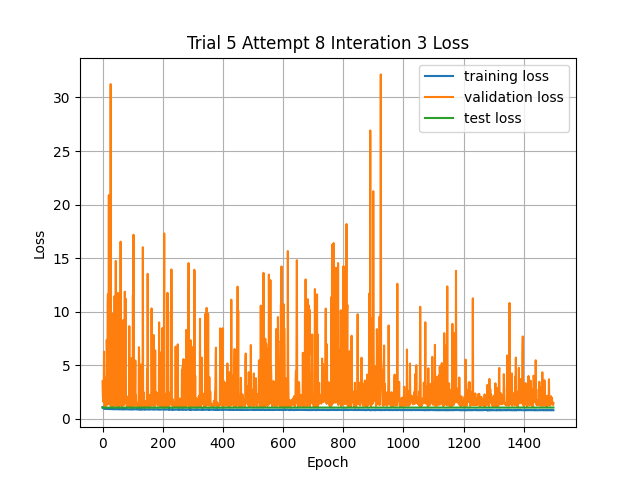 Trial 5 Attempt 8 Interation 3 Loss
training loss
validation loss
test loss
Loss
30
25
20
15
10
5
0
0 200 400 600 800 1000 1200 1400
Epoch